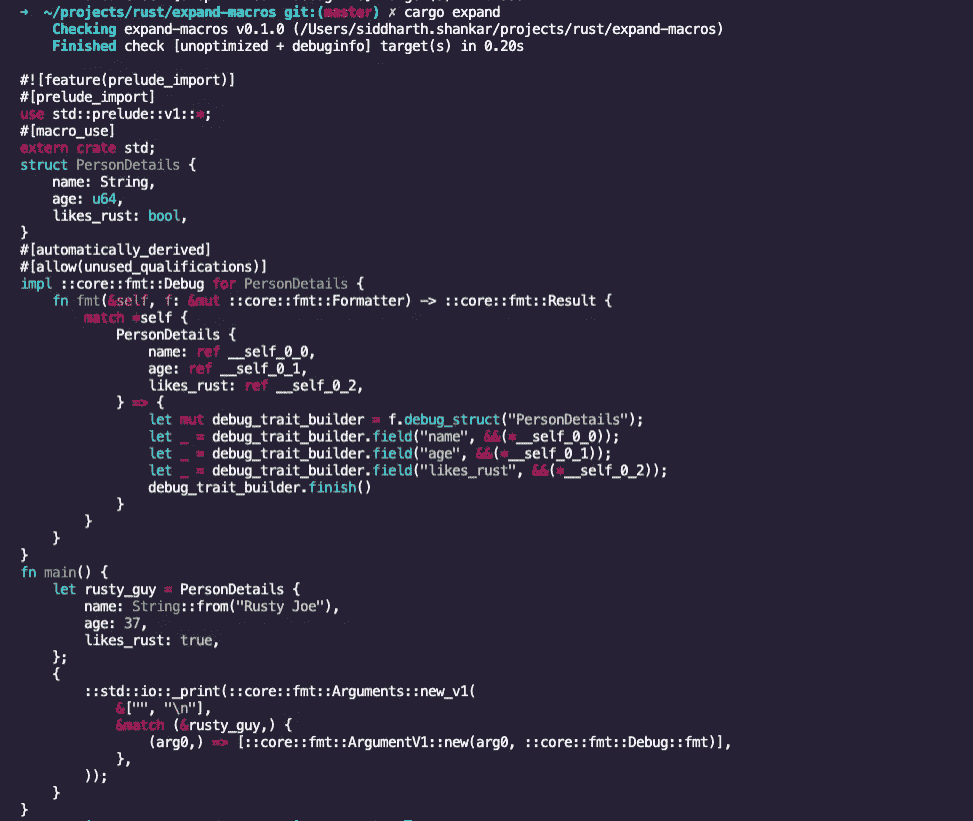 ➜  ~/projects/rust/expand-macros git:(master) ✗ cargo expand
    Checking expand-macros v0.1.0 (/Users/siddharth.shankar/projects/rust/expand-macros)
    Finished check [unoptimized + debuginfo] target(s) in 0.20s

#![feature(prelude_import)]
#[prelude_import]
use std::prelude::v1::*;
#[macro_use]
extern crate std;
struct PersonDetails {
    name: String,
    age: u64,
    likes_rust: bool,
}
#[automatically_derived]
#[allow(unused_qualifications)]
impl ::core::fmt::Debug for PersonDetails {
    fn fmt(&self, f: &mut ::core::fmt::Formatter) -> ::core::fmt::Result {
        match *self {
            PersonDetails {
                name: ref __self_0_0,
                age: ref __self_0_1,
                likes_rust: ref __self_0_2,
            } => {
                let mut debug_trait_builder = f.debug_struct("PersonDetails");
                let _ = debug_trait_builder.field("name", &&(*__self_0_0));
                let _ = debug_trait_builder.field("age", &&(*__self_0_1));
                let _ = debug_trait_builder.field("likes_rust", &&(*__self_0_2));
                debug_trait_builder.finish()
            }
        }
    }
}
fn main() {
    let rusty_guy = PersonDetails {
        name: String::from("Rusty Joe"),
        age: 37,
        likes_rust: true,
    };
    {
        ::std::io::_print(::core::fmt::Arguments::new_v1(
            &["", "\n"],
            &match (&rusty_guy,) {
                (arg0,) => [::core::fmt::ArgumentV1::new(arg0, ::core::fmt::Debug::fmt)],
            },
        ));
    }
}